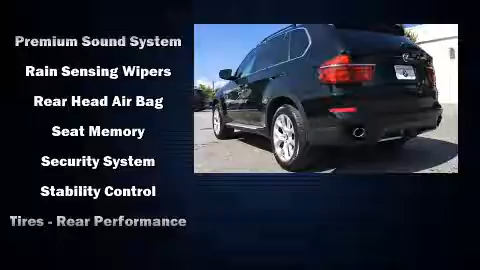 Premium Sound System
Rain Sensing Wipers
Rear Head Air Bag
Seat Memory
Security System
Stability Control
Tires - Rear Performance